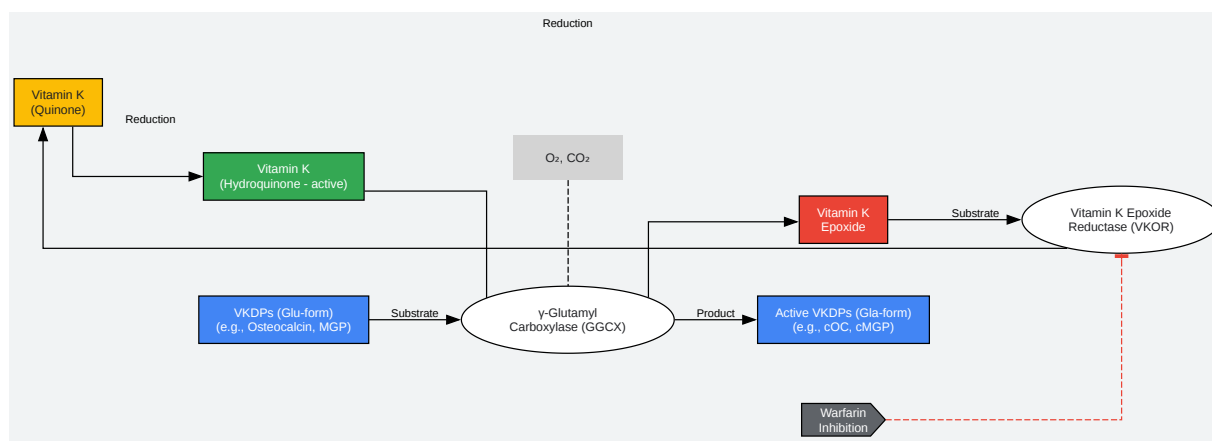 Reduction
Vitamin K
(Quinone)
Reduction
Vitamin K
(Hydroquinone - active)
O₂, CO₂
Vitamin K
Epoxide
Substrate
Vitamin K Epoxide
Reductase (VKOR)
VKDPs (Glu-form)
(e.g., Osteocalcin, MGP)
Substrate
γ-Glutamyl
Carboxylase (GGCX)
Product
Active VKDPs (Gla-form)
(e.g., cOC, cMGP)
Warfarin
Inhibition